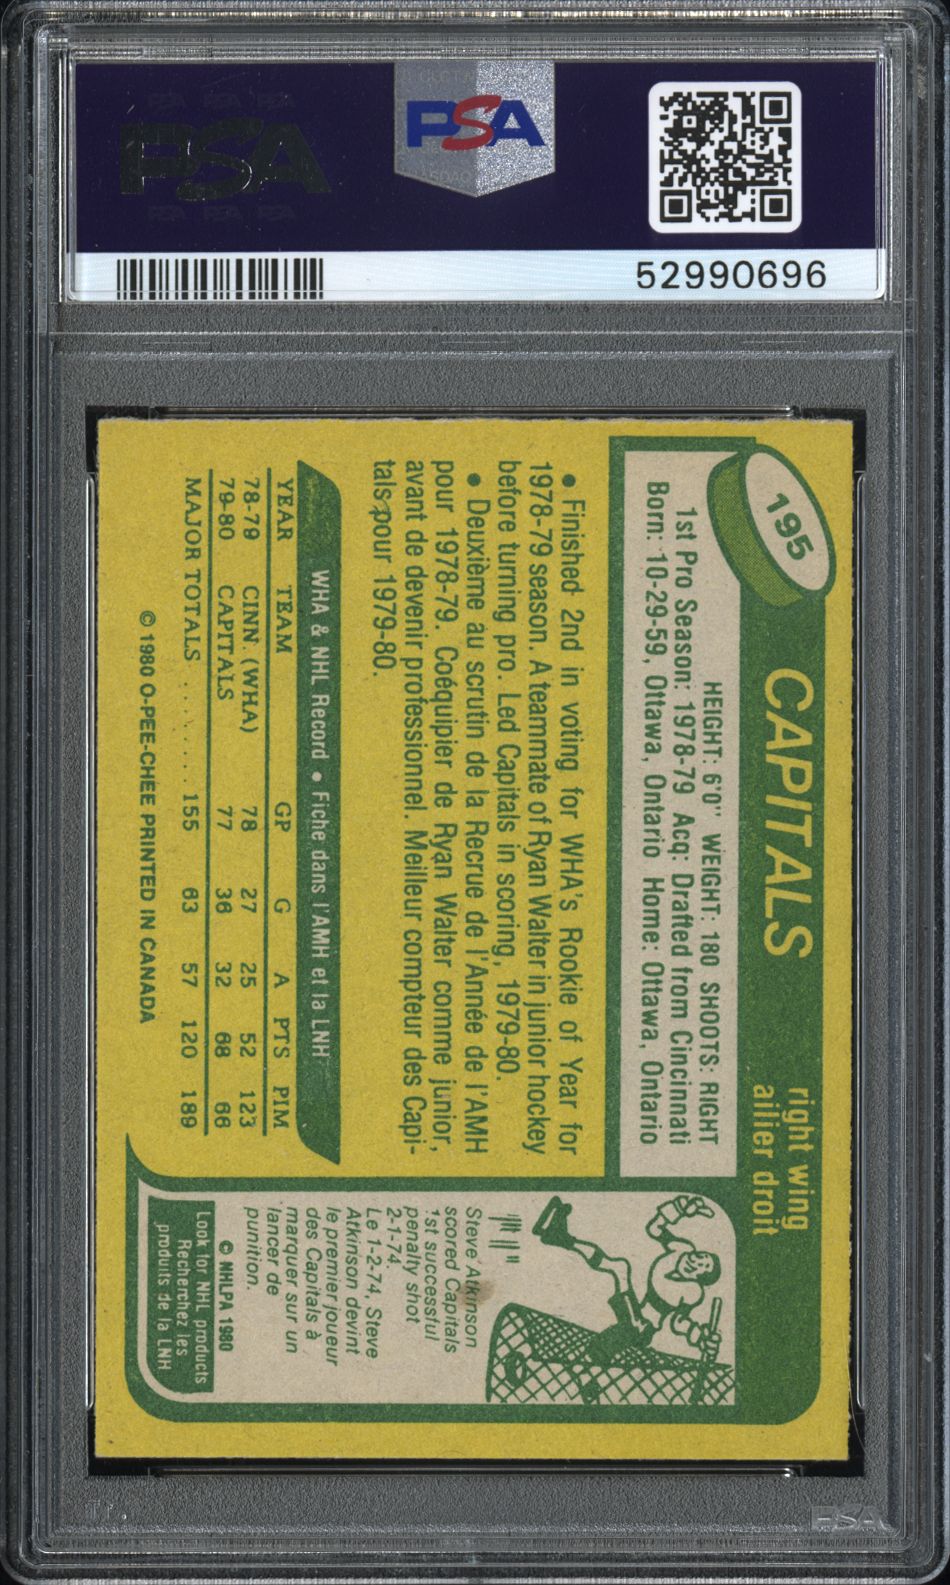 PSA
PSA
52990696
195
CAPITALS
right wing
ailier droit
HEIGHT: 6'0" WEIGHT: 180 SHOOTS: RIGHT
1st Pro Season: 1978-79 Acq: Drafted from Cincinnati
Born: 10-29-59, Ottawa, Ontario Home: Ottawa, Ontario
• Finished 2nd in voting for WHA's Rookie of Year for
1978-79 season. A teammate of Ryan Walter in junior hockey
before turning pro. Led Capitals in scoring, 1979-80.
• Deuxième au scrutin de la Recrue de l'Année de l'AMH
pour 1978-79. Coéquipier de Ryan Walter comme junior,
avant de devenir professionnel. Meilleur compteur des Capi-
tals pour 1979-80.
WHA & NHL Record • Fiche dans l'AMH et la LNH
YEAR TEAM GP G A PTS PIM
78-79 CINN. (WHA) 78 27 25 52 123
79-80 CAPITALS 77 36 32 68 66
MAJOR TOTALS .......... 155 63 57 120 189
© 1980 O-PEE-CHEE PRINTED IN CANADA
Steve Atkinson
scored Capitals
1st successful
penalty shot
2-1-74.
Le 1-2-74, Steve
Atkinson devint
le premier joueur
des Capitals à
marquer sur un
lancer de
punition.
© NHLPA 1980
Look for NHL products
Recherchez les
produits de la LNH
PSA